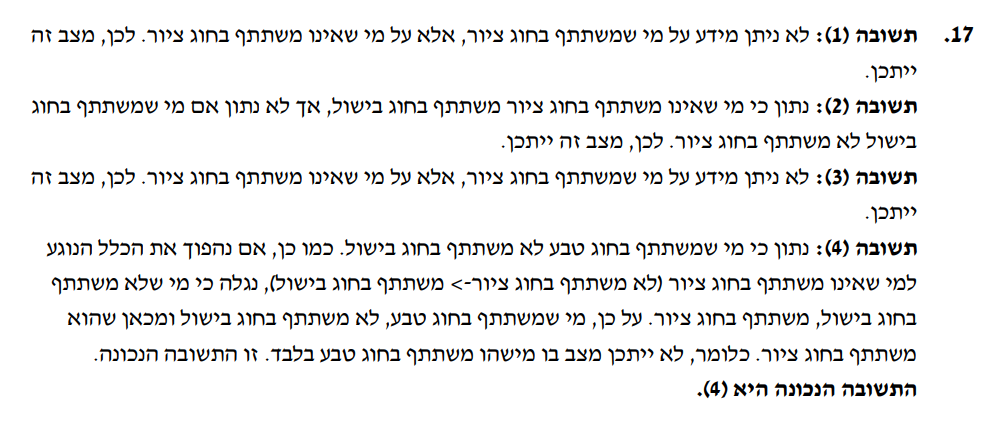 17. תשובה (1): לא ניתן מידע על מי שמשתתף בחוג ציור, אלא על מי שאינו משתתף בחוג ציור. לכן, מצב זה
ייתכן.
תשובה (2): נתון כי מי שאינו משתתף בחוג ציור משתתף בחוג בישול, אך לא נתון אם מי שמשתתף בחוג
בישול לא משתתף בחוג ציור. לכן, מצב זה ייתכן.
תשובה (3): לא ניתן מידע על מי שמשתתף בחוג ציור, אלא על מי שאינו משתתף בחוג ציור. לכן, מצב זה
ייתכן.
תשובה (4): נתון כי מי שמשתתף בחוג טבע לא משתתף בחוג בישול. כמו כן, אם נהפוך את הכלל הנוגע
למי שאינו משתתף בחוג ציור (לא משתתף בחוג ציור-> משתתף בחוג בישול), נגלה כי מי שלא משתתף
בחוג בישול, משתתף בחוג ציור. על כן, מי שמשתתף בחוג טבע, לא משתתף בחוג בישול ומכאן שהוא
משתתף בחוג ציור. כלומר, לא ייתכן מצב בו מישהו משתתף בחוג טבע בלבד. זו התשובה הנכונה.
התשובה הנכונה היא (4).